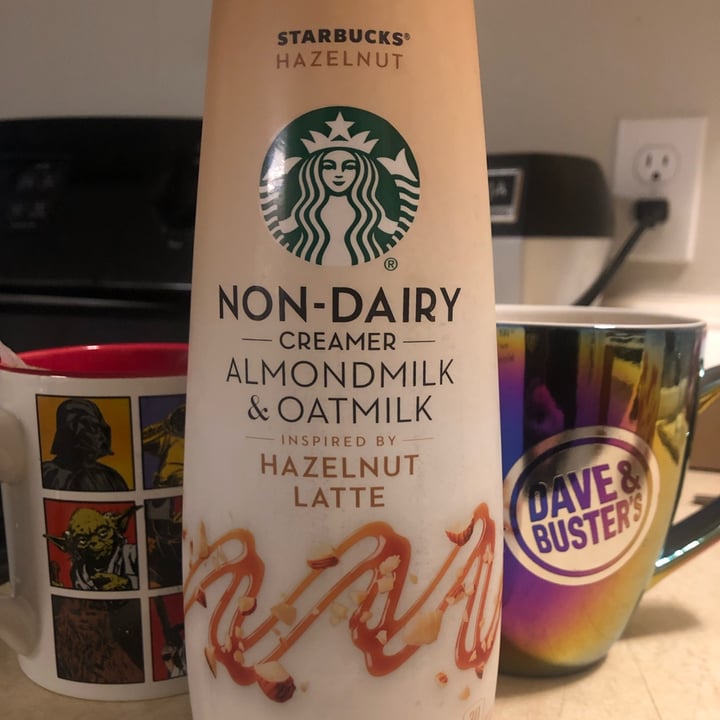 STARBUCKS®
HAZELNUT
®
NON-DAIRY
CREAMER
ALMONDMILK
& OATMILK
INSPIRED BY
HAZELNUT
LATTE
DAVE &
BUSTER'S